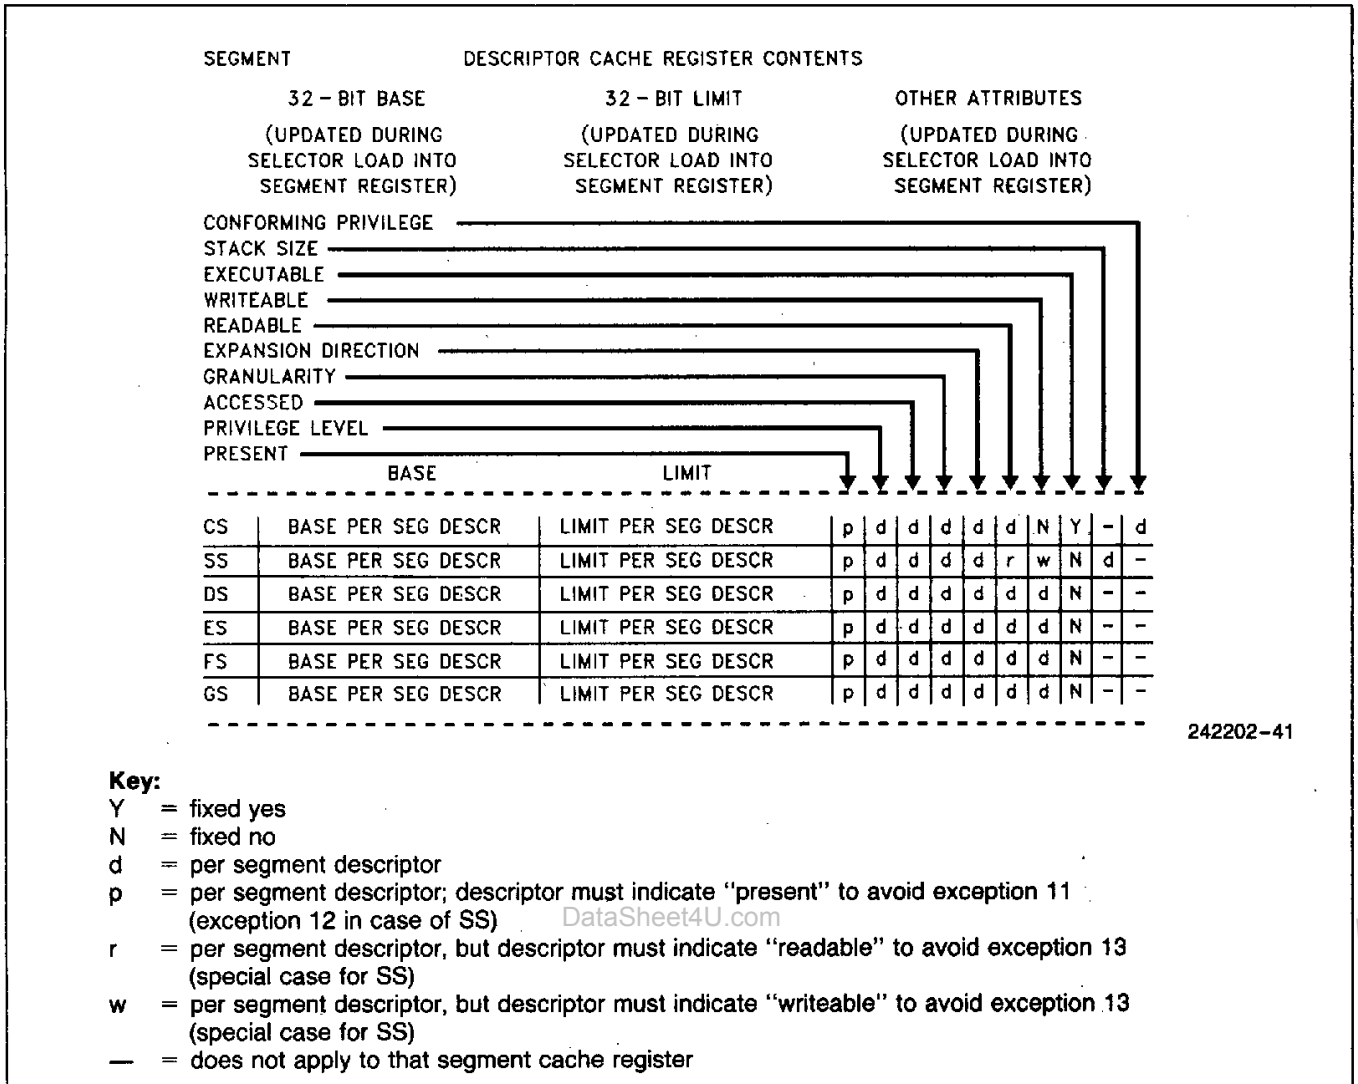 SEGMENT DESCRIPTOR CACHE REGISTER CONTENTS
32 – BIT BASE 32 – BIT LIMIT OTHER ATTRIBUTES
(UPDATED DURING (UPDATED DURING (UPDATED DURING
SELECTOR LOAD INTO SELECTOR LOAD INTO SELECTOR LOAD INTO
SEGMENT REGISTER) SEGMENT REGISTER) SEGMENT REGISTER)
CONFORMING PRIVILEGE
STACK SIZE
EXECUTABLE
WRITEABLE
READABLE
EXPANSION DIRECTION
GRANULARITY
ACCESSED
PRIVILEGE LEVEL
PRESENT
BASE LIMIT
CS BASE PER SEG DESCR LIMIT PER SEG DESCR p d d d d d N Y – d
SS BASE PER SEG DESCR LIMIT PER SEG DESCR p d d d d r w N d –
DS BASE PER SEG DESCR LIMIT PER SEG DESCR p d d d d d d N – –
ES BASE PER SEG DESCR LIMIT PER SEG DESCR p d d d d d d N – –
FS BASE PER SEG DESCR LIMIT PER SEG DESCR p d d d d d d N – –
GS BASE PER SEG DESCR LIMIT PER SEG DESCR p d d d d d d N – –
242202–41
Key:
Y = fixed yes
N = fixed no
d = per segment descriptor
p = per segment descriptor; descriptor must indicate "present" to avoid exception 11
(exception 12 in case of SS)
DataSheet4U.com
r = per segment descriptor, but descriptor must indicate "readable" to avoid exception 13
(special case for SS)
w = per segment descriptor, but descriptor must indicate "writeable" to avoid exception 13
(special case for SS)
— = does not apply to that segment cache register